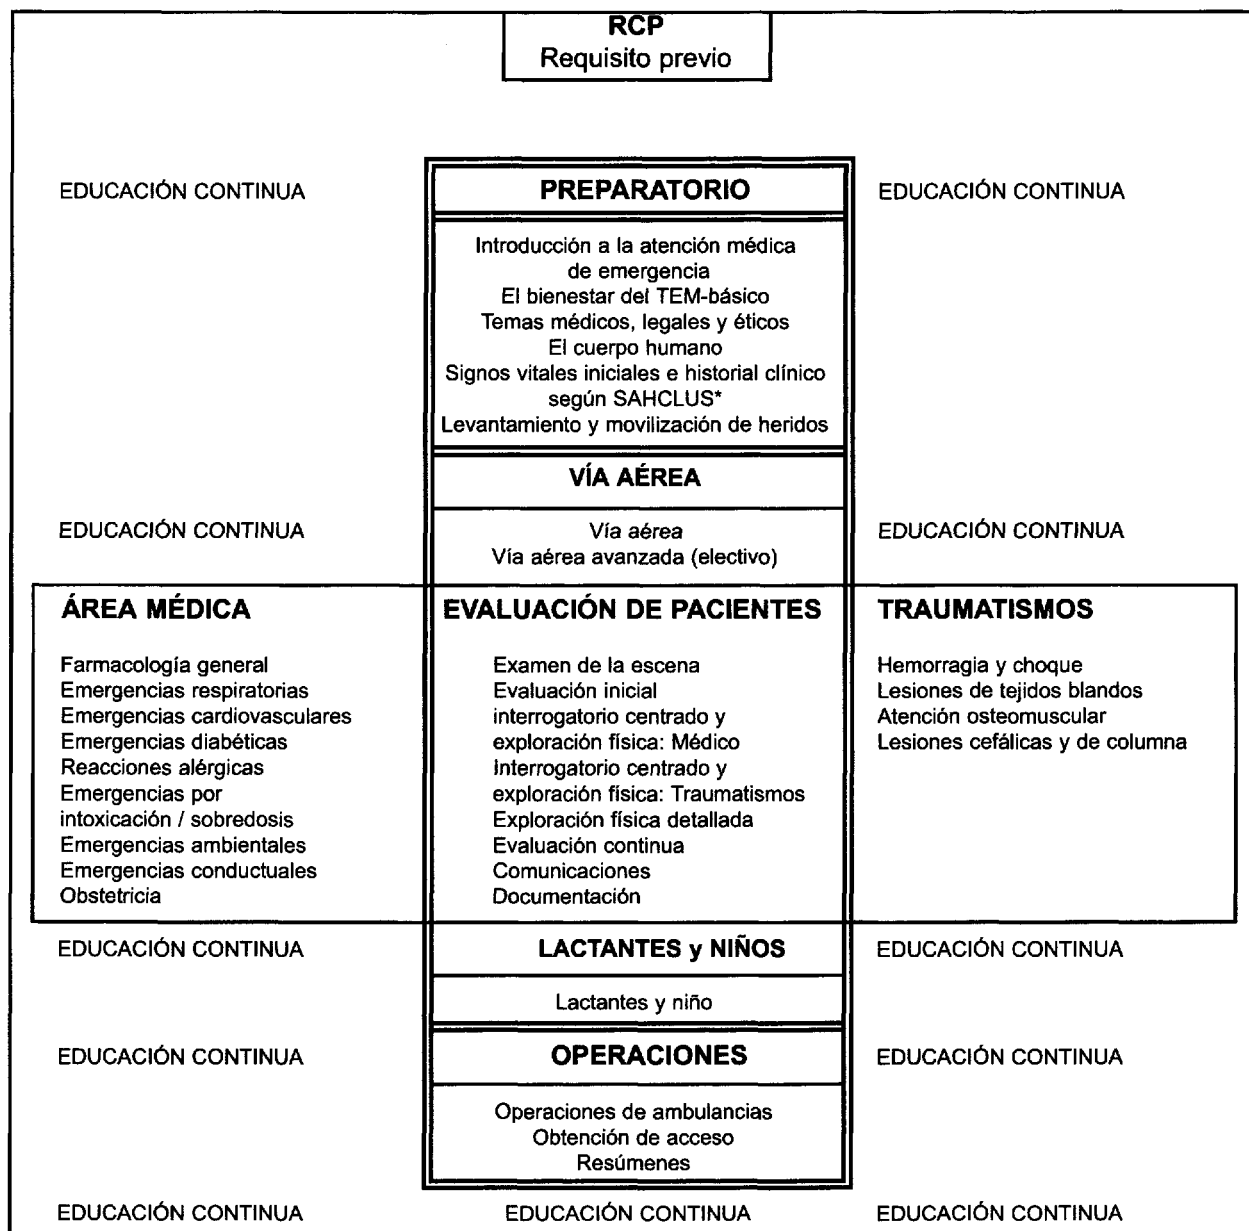 RCP
Requisito previo
EDUCACIÓN CONTINUA
PREPARATORIO
EDUCACIÓN CONTINUA
Introducción a la atención médica
de emergencia
El bienestar del TEM-básico
Temas médicos, legales y éticos
El cuerpo humano
Signos vitales iniciales e historial clínico
según SAHCLUS*
Levantamiento y movilización de heridos
VÍA AÉREA
EDUCACIÓN CONTINUA
Vía aérea
Vía aérea avanzada (electivo)
EDUCACIÓN CONTINUA
ÁREA MÉDICA
Farmacología general
Emergencias respiratorias
Emergencias cardiovasculares
Emergencias diabéticas
Reacciones alérgicas
Emergencias por
intoxicación / sobredosis
Emergencias ambientales
Emergencias conductuales
Obstetricia
EVALUACIÓN DE PACIENTES
Examen de la escena
Evaluación inicial
interrogatorio centrado y
exploración física: Médico
Interrogatorio centrado y
exploración física: Traumatismos
Exploración física detallada
Evaluación continua
Comunicaciones
Documentación
TRAUMATISMOS
Hemorragia y choque
Lesiones de tejidos blandos
Atención osteomuscular
Lesiones cefálicas y de columna
EDUCACIÓN CONTINUA
LACTANTES y NIÑOS
EDUCACIÓN CONTINUA
Lactantes y niño
EDUCACIÓN CONTINUA
OPERACIONES
EDUCACIÓN CONTINUA
Operaciones de ambulancias
Obtención de acceso
Resúmenes
EDUCACIÓN CONTINUA
EDUCACIÓN CONTINUA
EDUCACIÓN CONTINUA